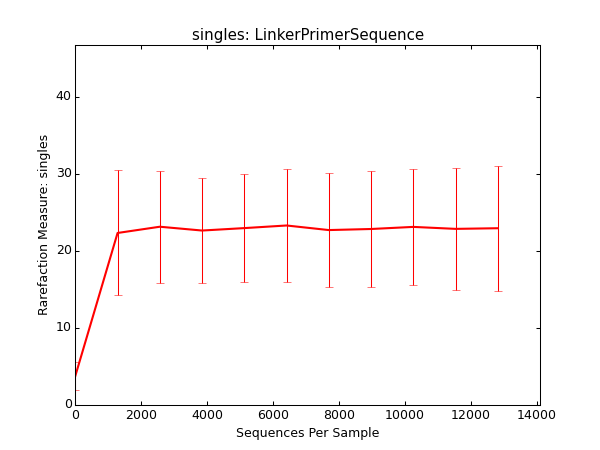 singles: LinkerPrimerSequence
40
30
20
10
0
0 2000 4000 6000 8000 10000 12000 14000
Rarefaction Measure: singles
Sequences Per Sample